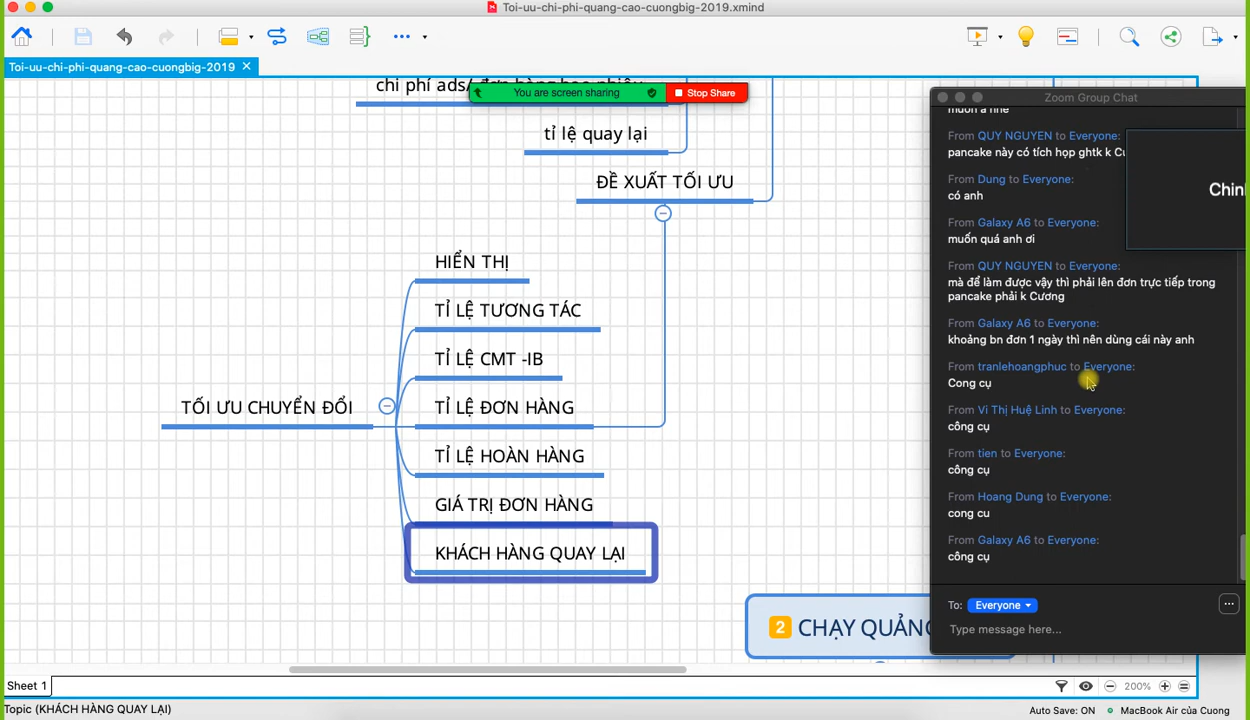 Toi-uu-chi-phi-quang-cao-cuongbig-2019.xmind
Toi-uu-chi-phi-quang-cao-cuongbig-2019
You are screen sharing
Stop Share
chi phí ads/
tỉ lệ quay lại
ĐỀ XUẤT TỐI ƯU
HIỂN THỊ
TỈ LỆ TƯƠNG TÁC
TỈ LỆ CMT -IB
TỐI ƯU CHUYỂN ĐỔI
TỈ LỆ ĐƠN HÀNG
TỈ LỆ HOÀN HÀNG
GIÁ TRỊ ĐƠN HÀNG
KHÁCH HÀNG QUAY LẠI
2 CHẠY
Zoom Group Chat
From QUY NGUYEN to Everyone:
pancake này có tích họp ghtk k
From Dung to Everyone:
có anh
From Galaxy A6 to Everyone:
muốn quá anh ơi
From QUY NGUYEN to Everyone:
mà để làm được vậy thì phải lên đơn trực tiếp trong
pancake phải k Cương
From Galaxy A6 to Everyone:
khoảng bn đơn 1 ngày thì nên dùng cái này anh
From tranlehoangphuc to Everyone:
Cong cụ
From Vi Thị Huệ Linh to Everyone:
công cụ
From tien to Everyone:
công cụ
From Hoang Dung to Everyone:
cong cu
From Galaxy A6 to Everyone:
công cụ
To: Everyone
Type message here...
Sheet 1
200%
Topic (KHÁCH HÀNG QUAY LẠI)
Auto Save: ON
MacBook Air của Cuong